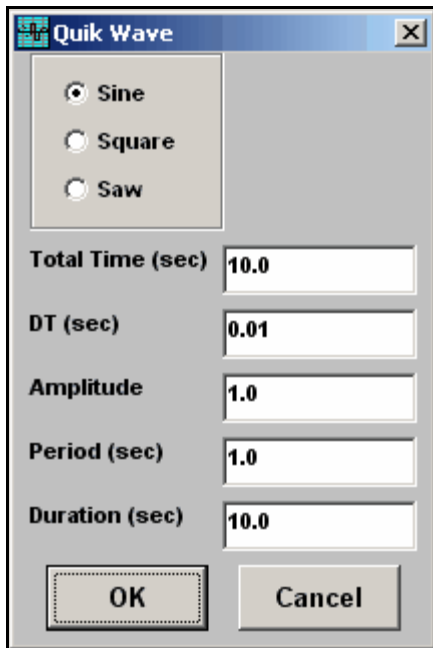 Quik Wave
Sine
Square
Saw
Total Time (sec) 10.0
DT (sec) 0.01
Amplitude 1.0
Period (sec) 1.0
Duration (sec) 10.0
OK Cancel